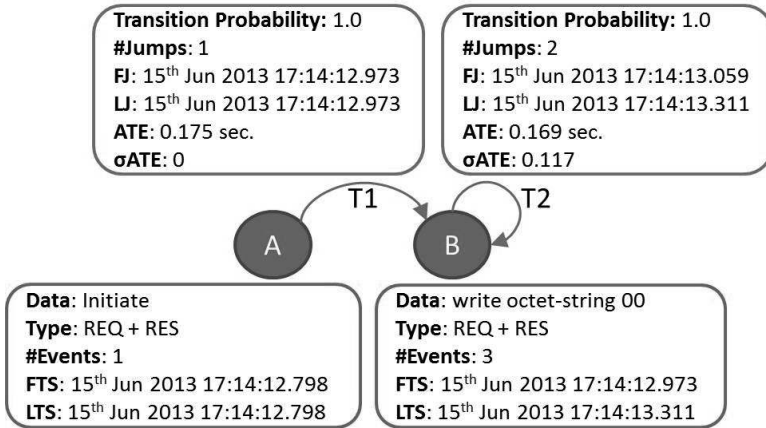 Transition Probability: 1.0
#Jumps: 1
FJ: 15th Jun 2013 17:14:12.973
LJ: 15th Jun 2013 17:14:12.973
ATE: 0.175 sec.
σATE: 0
Transition Probability: 1.0
#Jumps: 2
FJ: 15th Jun 2013 17:14:13.059
LJ: 15th Jun 2013 17:14:13.311
ATE: 0.169 sec.
σATE: 0.117
T1
T2
A
B
Data: Initiate
Type: REQ + RES
#Events: 1
FTS: 15th Jun 2013 17:14:12.798
LTS: 15th Jun 2013 17:14:12.798
Data: write octet-string 00
Type: REQ + RES
#Events: 3
FTS: 15th Jun 2013 17:14:12.973
LTS: 15th Jun 2013 17:14:13.311